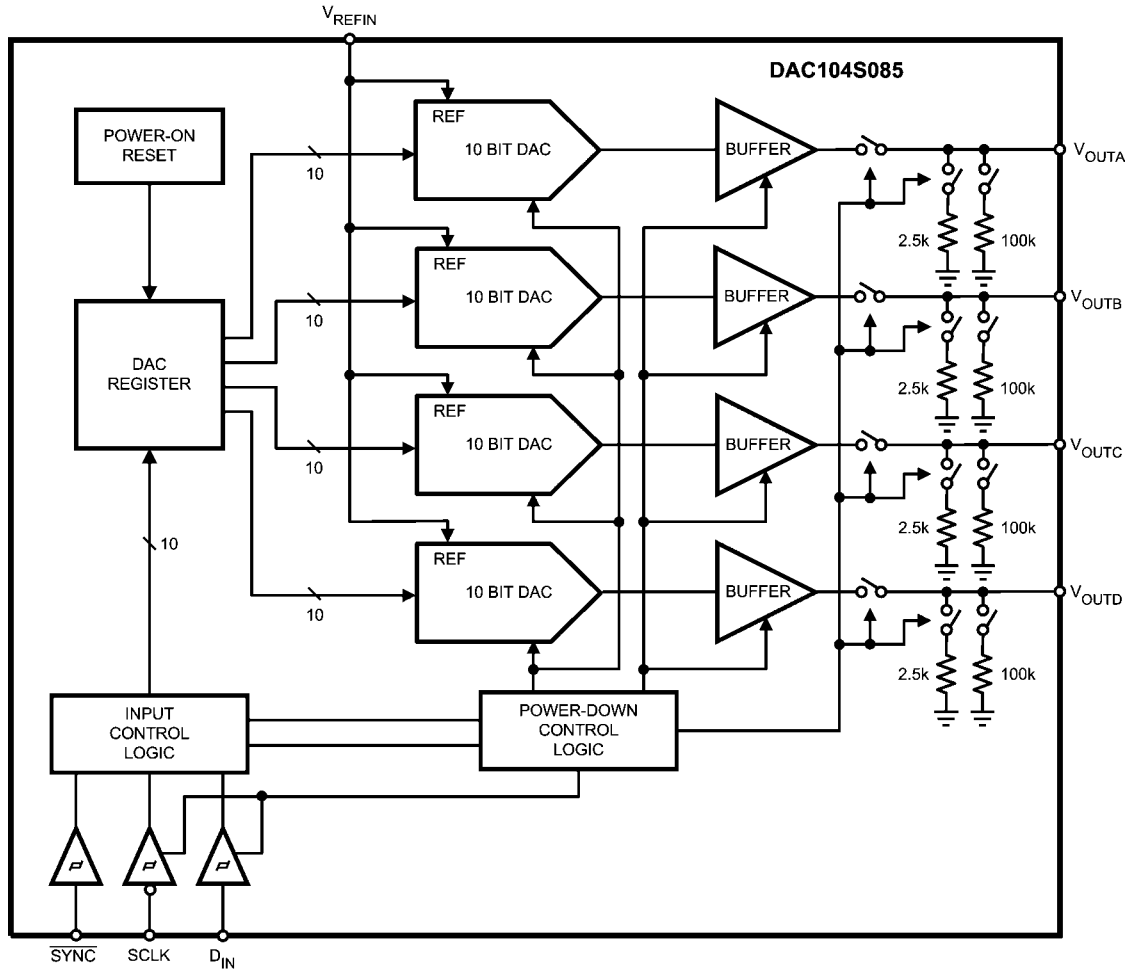 VREFIN
DAC104S085
POWER-ON
RESET
REF
10 BIT DAC
BUFFER
VOUTA
10
2.5k
100k
REF
10 BIT DAC
BUFFER
VOUTB
10
2.5k
100k
DAC
REGISTER
REF
10 BIT DAC
BUFFER
VOUTC
10
2.5k
100k
10
REF
10 BIT DAC
BUFFER
VOUTD
10
2.5k
100k
INPUT
CONTROL
LOGIC
POWER-DOWN
CONTROL
LOGIC
SYNC
SCLK
DIN